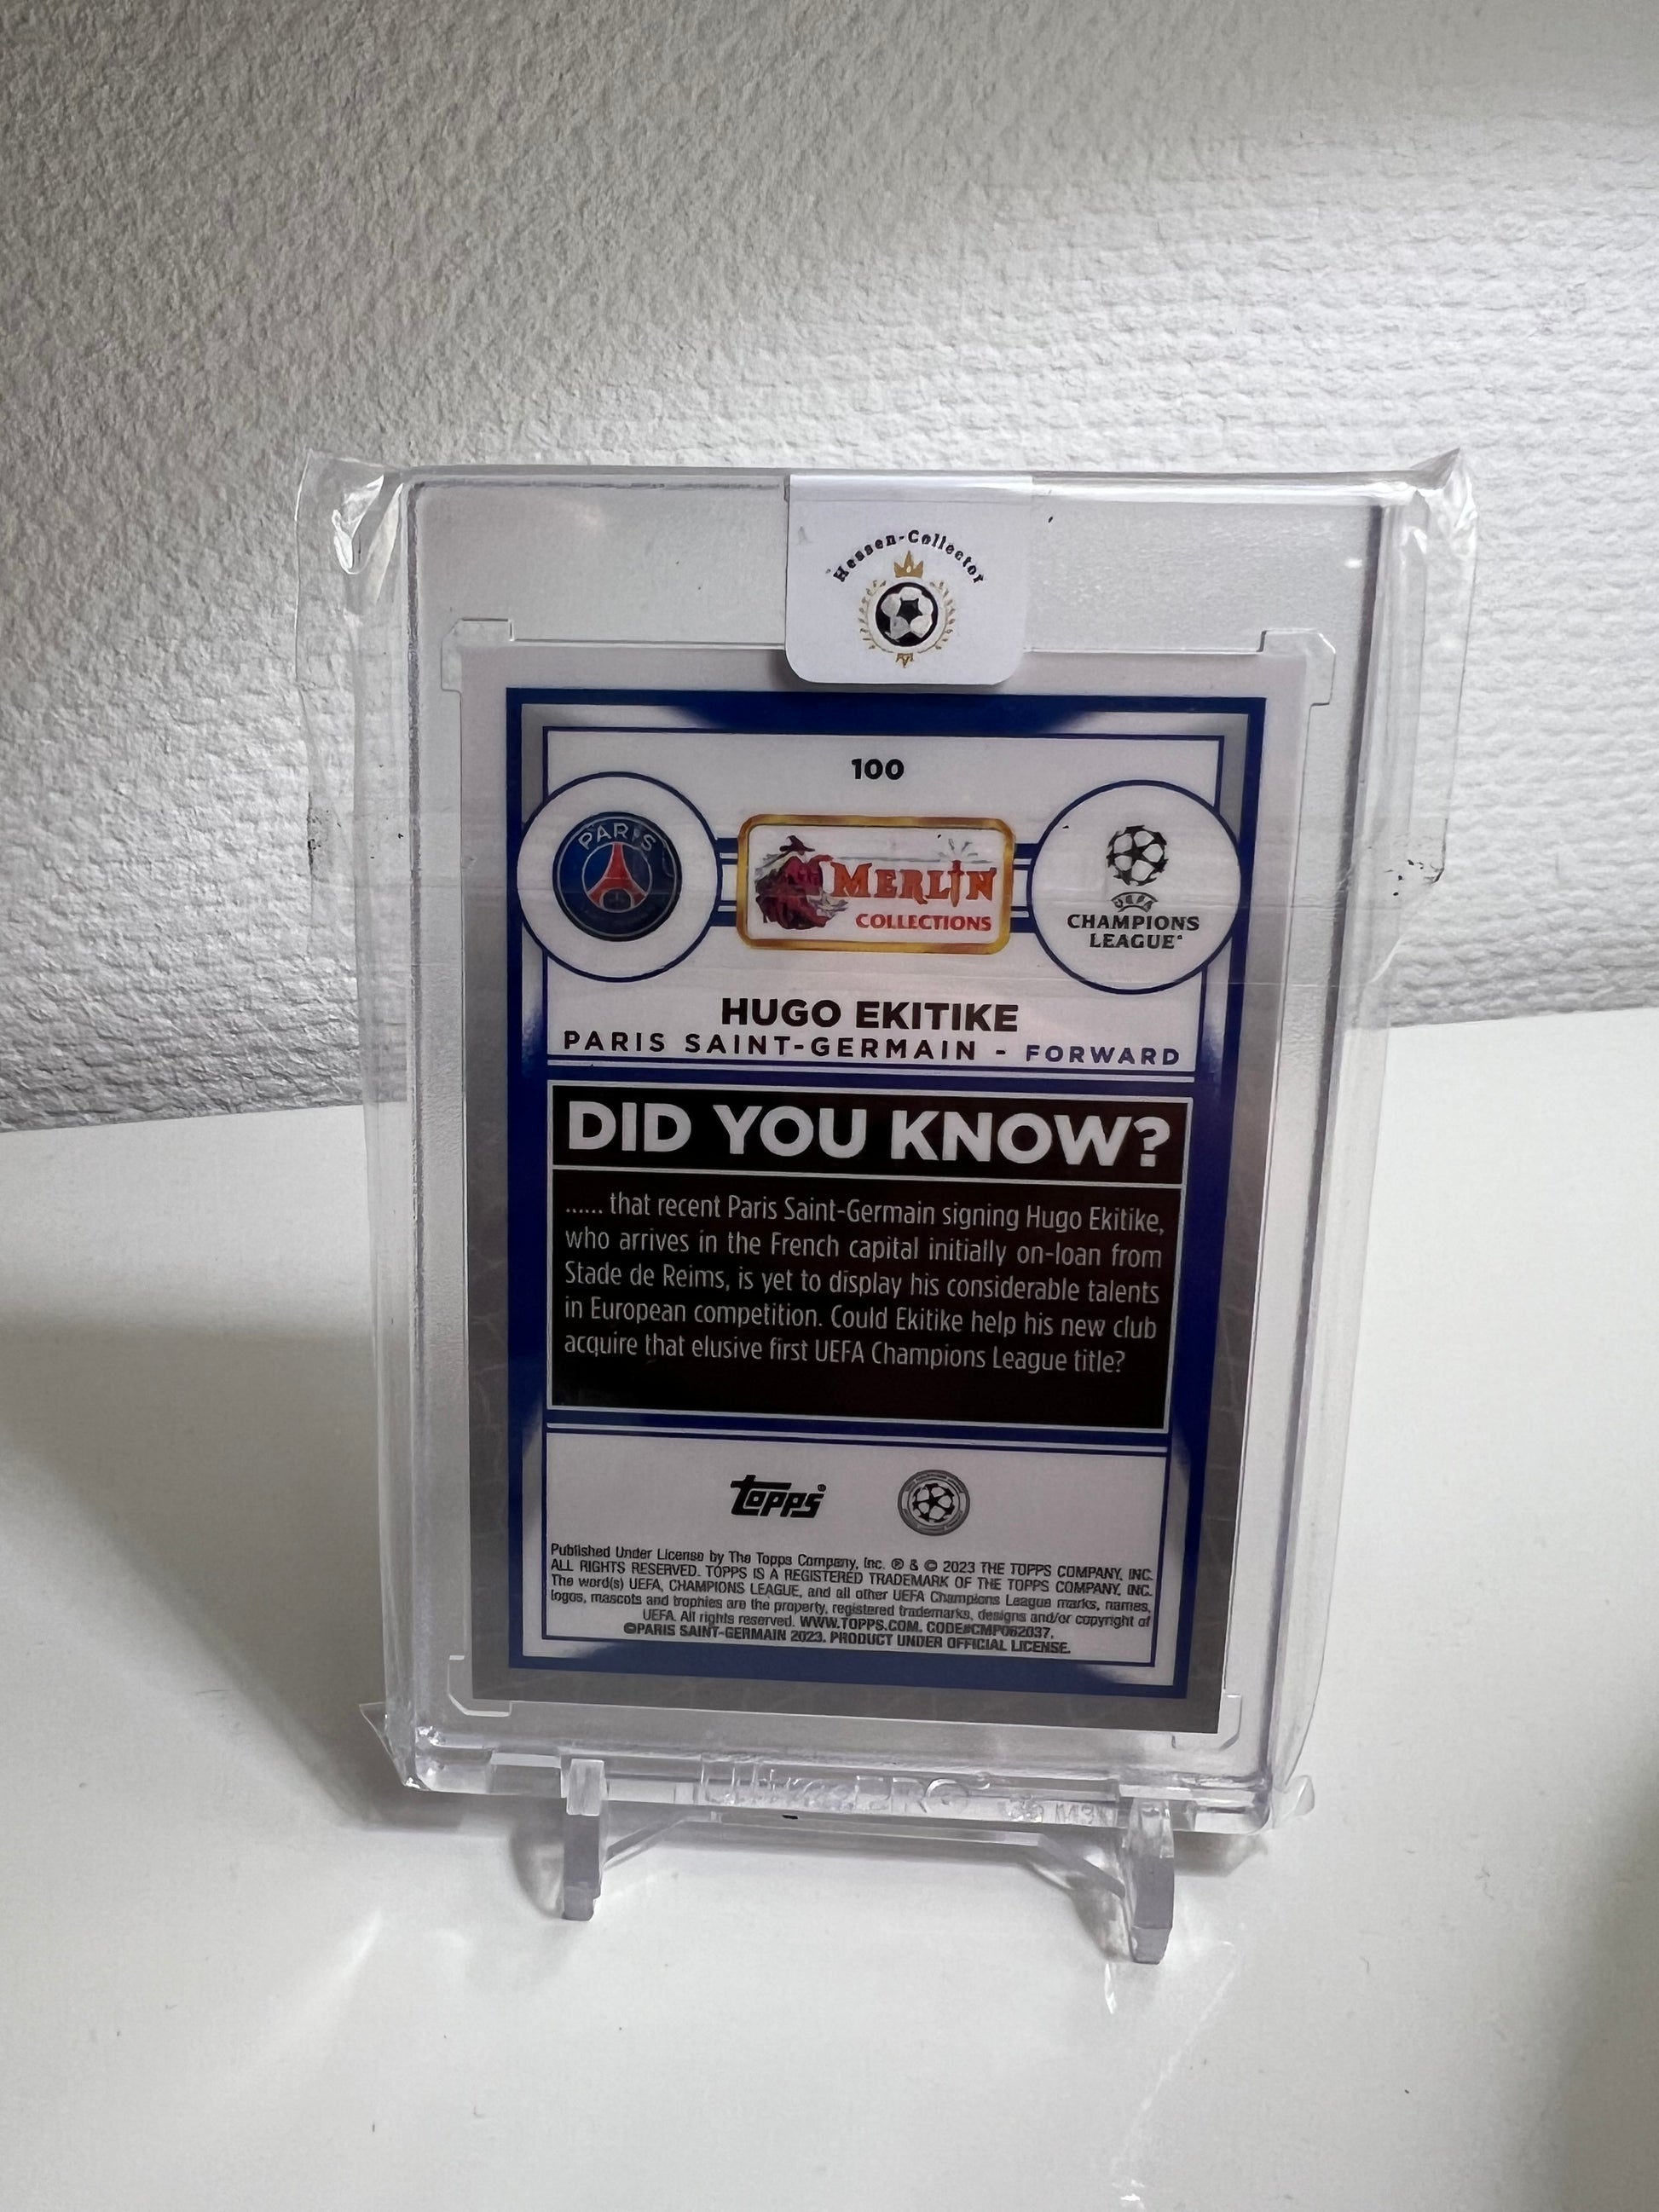 Hessen-Collector
100
PARIS
MERLIN
COLLECTIONS
UEFA
CHAMPIONS
LEAGUE®
HUGO EKITIKE
PARIS SAINT-GERMAIN - FORWARD
DID YOU KNOW?
...... that recent Paris Saint-Germain signing Hugo Ekitike,
who arrives in the French capital initially on-loan from
Stade de Reims, is yet to display his considerable talents
in European competition. Could Ekitike help his new club
acquire that elusive first UEFA Champions League title?
topps®
Published Under License by The Topps Company, Inc. ® & © 2023 THE TOPPS COMPANY, INC.
ALL RIGHTS RESERVED. TOPPS IS A REGISTERED TRADEMARK OF THE TOPPS COMPANY, INC.
The word(s) UEFA, CHAMPIONS LEAGUE, and all other UEFA Champions League marks, names,
logos, mascots and trophies are the property, registered trademarks, designs and/or copyright of
UEFA. All rights reserved. WWW.TOPPS.COM. CODE#CMP062037.
©PARIS SAINT-GERMAIN 2023. PRODUCT UNDER OFFICIAL LICENSE.